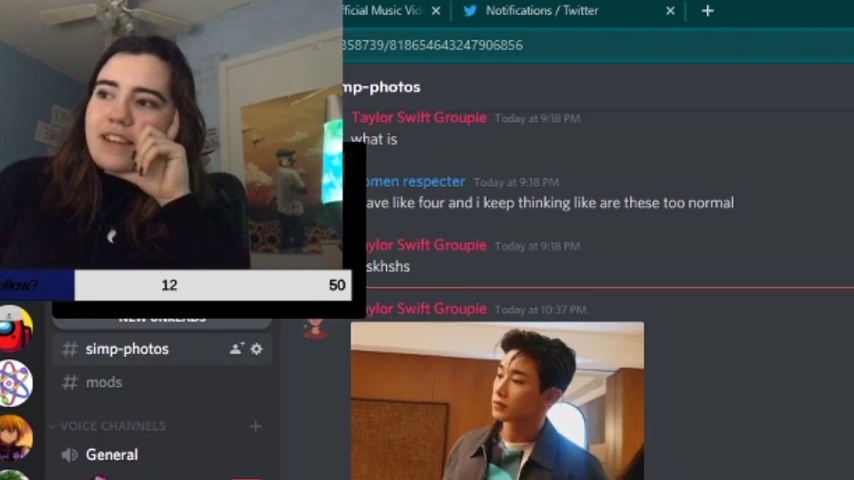 fficial Music Vid
Notifications / Twitter
358739/818654643247906856
mp-photos
Taylor Swift Groupie Today at 9:18 PM
what is
omen respecter Today at 9:18 PM
ave like four and i keep thinking like are these too normal
aylor Swift Groupie Today at 9:18 PM
skhshs
aylor Swift Groupie Today at 10:37 PM
ollow? 12 50
NEW UNREADS
# simp-photos
# mods
VOICE CHANNELS
General